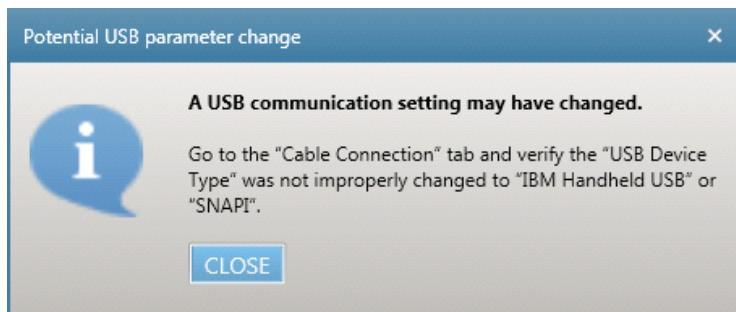 Potential USB parameter change
A USB communication setting may have changed.
Go to the "Cable Connection" tab and verify the "USB Device
Type" was not improperly changed to "IBM Handheld USB" or
"SNAPI".
CLOSE